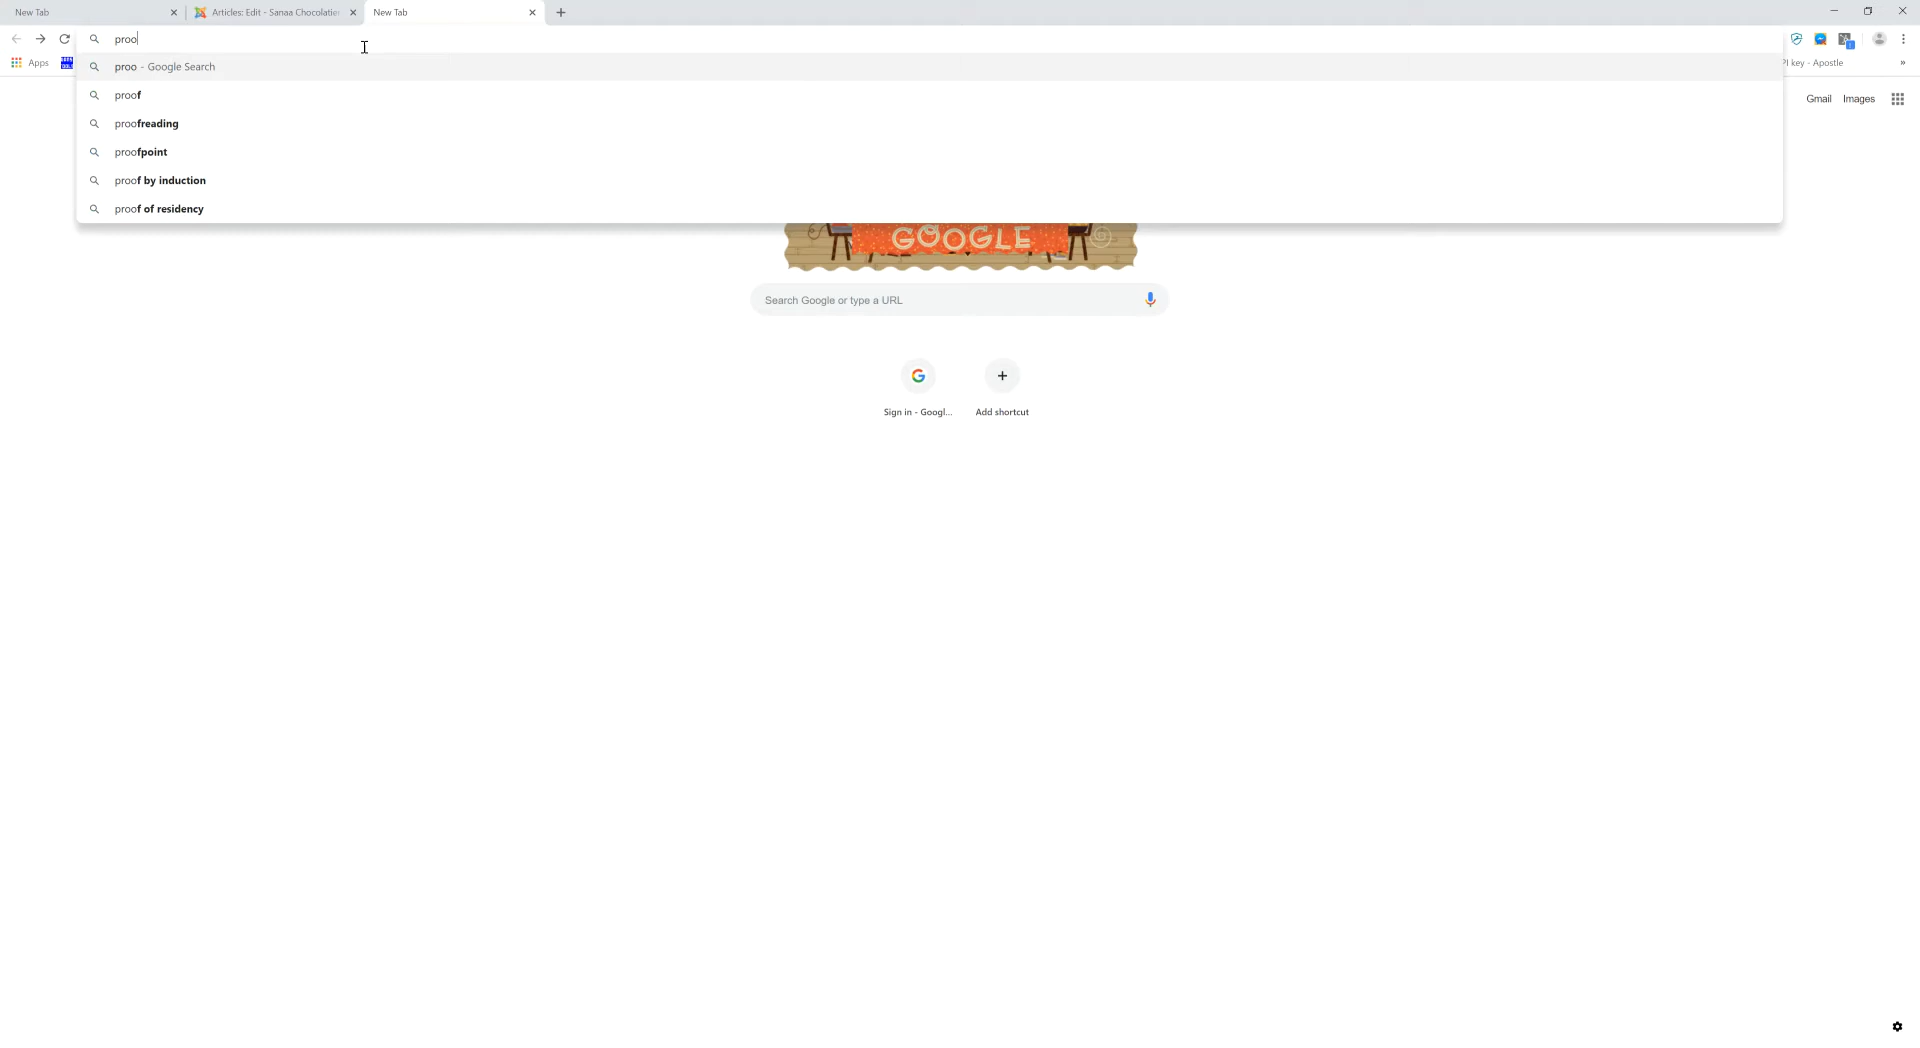 New Tab
Articles: Edit - Sanaa Chocolatier
New Tab
proo
proo - Google Search
Apps
PI key - Apostle
»
proof
Gmail Images
proofreading
proofpoint
proof by induction
proof of residency
GOOGLE
Search Google or type a URL
Sign in - Googl...
Add shortcut